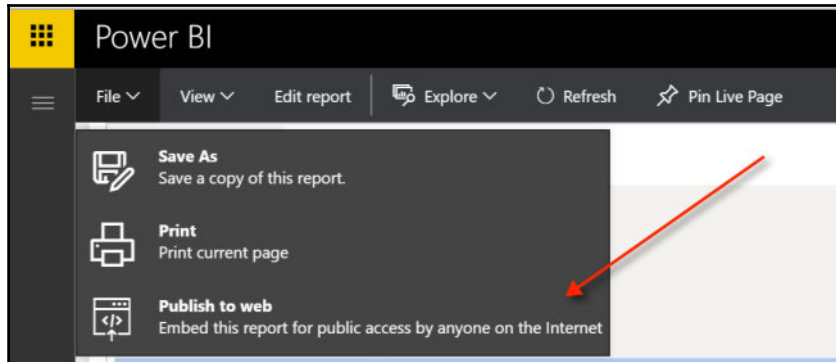 Power BI
File View Edit report Explore Refresh Pin Live Page
Save As
Save a copy of this report.
Print
Print current page
Publish to web
Embed this report for public access by anyone on the Internet